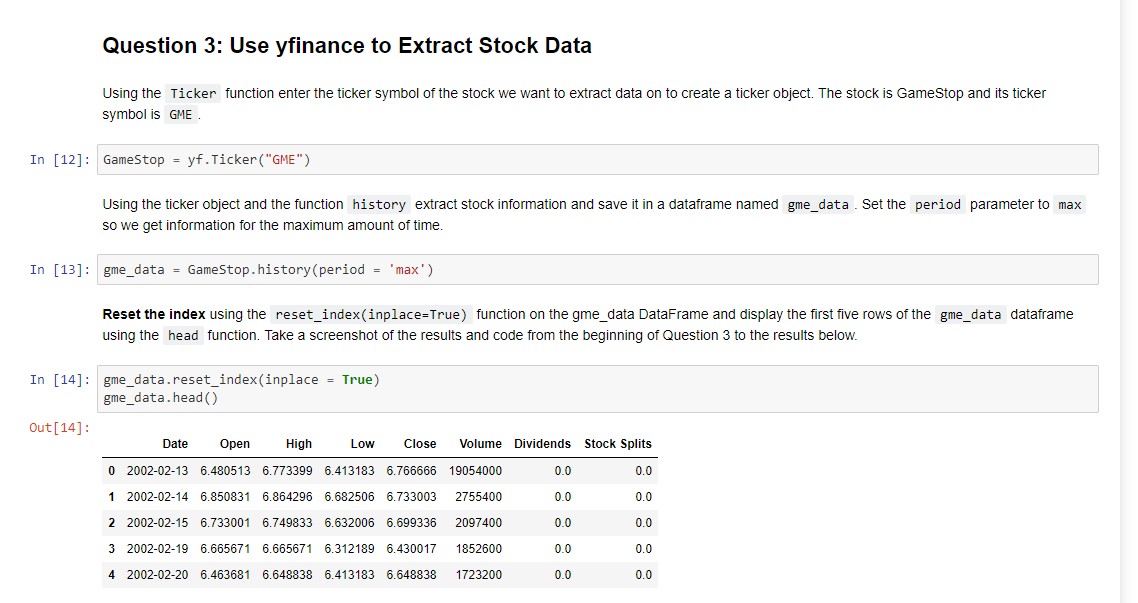 Question 3: Use yfinance to Extract Stock Data
Using the Ticker function enter the ticker symbol of the stock we want to extract data on to create a ticker object. The stock is GameStop and its ticker
symbol is GME .
In [12]: GameStop = yf.Ticker("GME")
Using the ticker object and the function history extract stock information and save it in a dataframe named gme_data . Set the period parameter to max
so we get information for the maximum amount of time.
In [13]: gme_data = GameStop.history(period = 'max')
Reset the index using the reset_index(inplace=True) function on the gme_data DataFrame and display the first five rows of the gme_data dataframe
using the head function. Take a screenshot of the results and code from the beginning of Question 3 to the results below.
In [14]: gme_data.reset_index(inplace = True)
gme_data.head()
Out[14]:
Date Open High Low Close Volume Dividends Stock Splits
0 2002-02-13 6.480513 6.773399 6.413183 6.766666 19054000 0.0 0.0
1 2002-02-14 6.850831 6.864296 6.682506 6.733003 2755400 0.0 0.0
2 2002-02-15 6.733001 6.749833 6.632006 6.699336 2097400 0.0 0.0
3 2002-02-19 6.665671 6.665671 6.312189 6.430017 1852600 0.0 0.0
4 2002-02-20 6.463681 6.648838 6.413183 6.648838 1723200 0.0 0.0